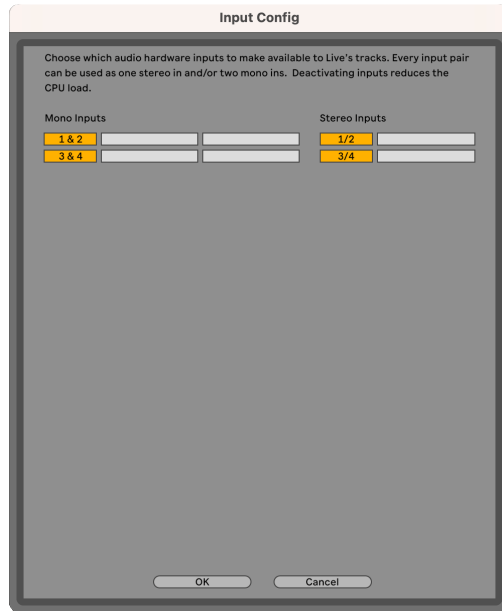 Input Config
Choose which audio hardware inputs to make available to Live's tracks. Every input pair
can be used as one stereo in and/or two mono ins.  Deactivating inputs reduces the
CPU load.
Mono Inputs
Stereo Inputs
1 & 2
1/2
3 & 4
3/4
OK
Cancel